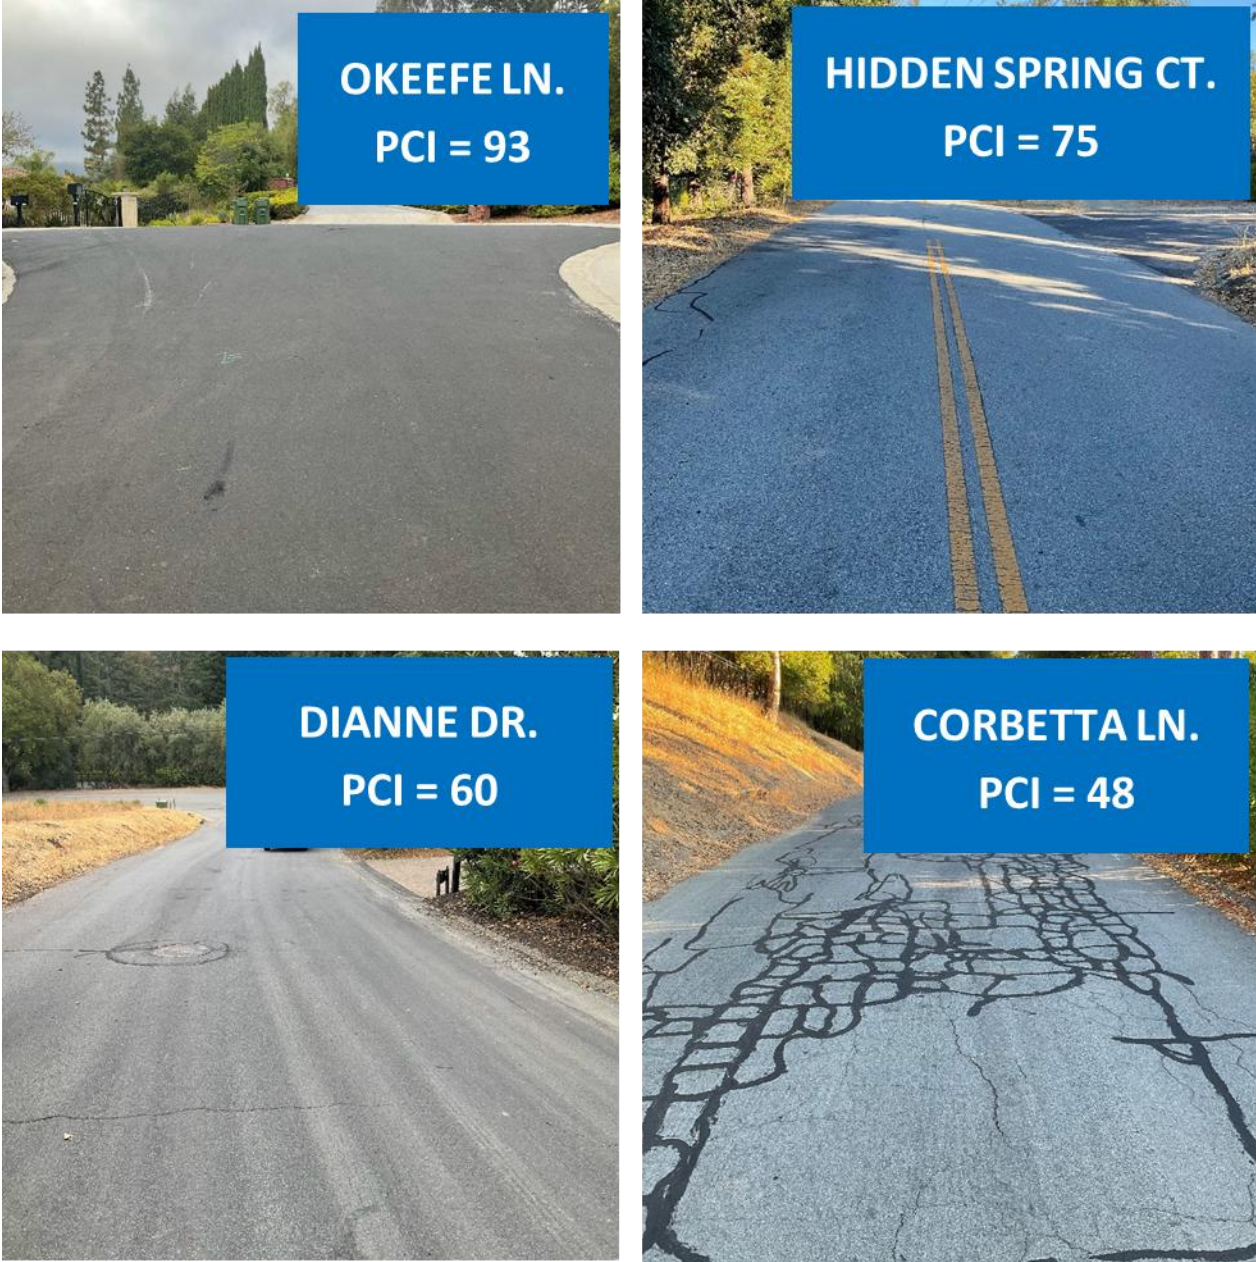 OKEEFE LN.
PCI = 93
HIDDEN SPRING CT.
PCI = 75
DIANNE DR.
PCI = 60
CORBETTA LN.
PCI = 48